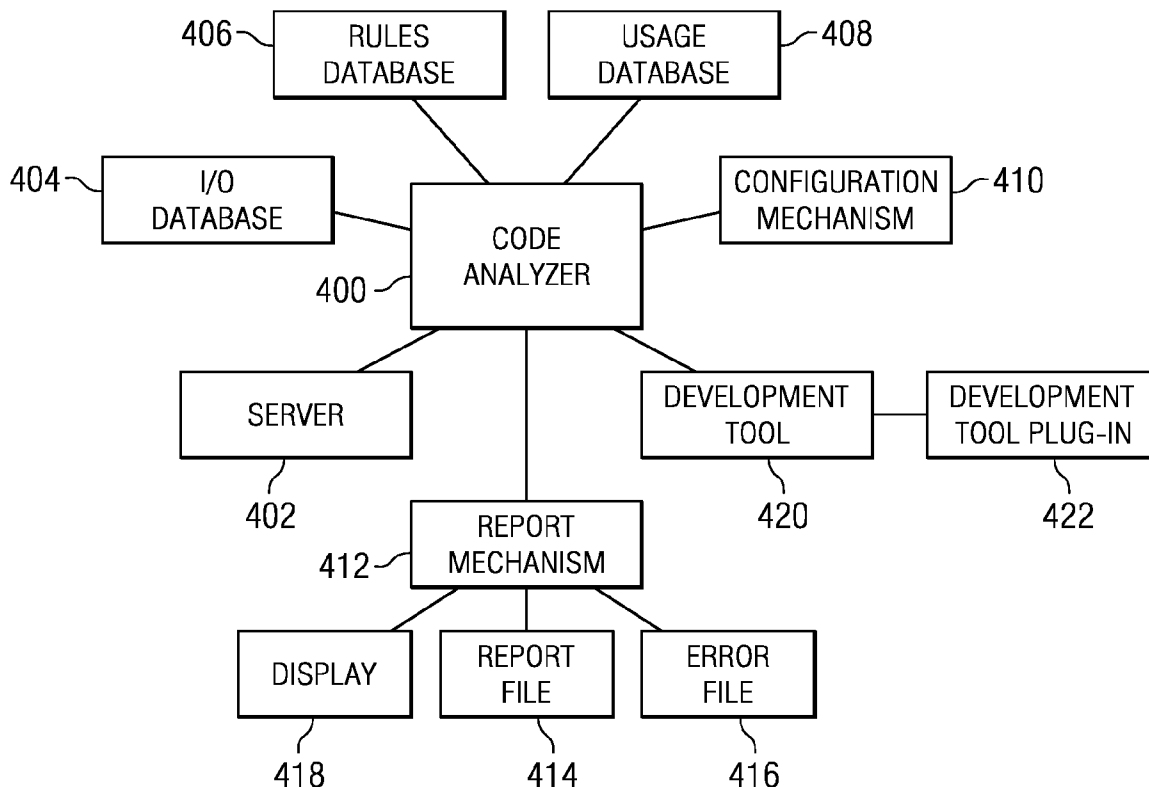 406
RULES
DATABASE
USAGE
DATABASE
408
404
I/O
DATABASE
CODE
ANALYZER
400
CONFIGURATION
MECHANISM
410
SERVER
402
DEVELOPMENT
TOOL
420
DEVELOPMENT
TOOL PLUG-IN
422
REPORT
MECHANISM
412
DISPLAY
418
REPORT
FILE
414
ERROR
FILE
416